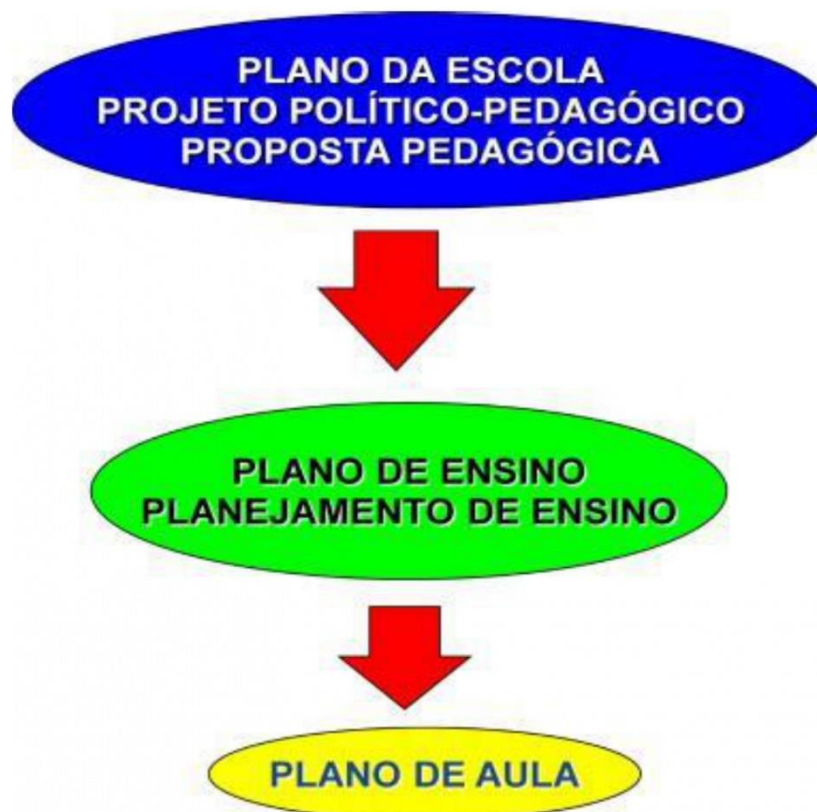 PLANO DA ESCOLA
PROJETO POLÍTICO-PEDAGÓGICO
PROPOSTA PEDAGÓGICA
PLANO DE ENSINO
PLANEJAMENTO DE ENSINO
PLANO DE AULA